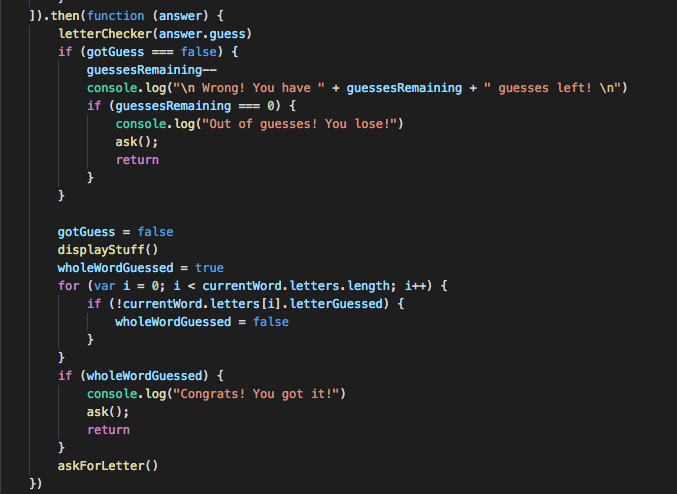 ]).then(function (answer) {
letterChecker(answer.guess)
if (gotGuess === false) {
guessesRemaining--
console.log("\n Wrong! You have " + guessesRemaining + " guesses left! \n")
if (guessesRemaining === 0) {
console.log("Out of guesses! You lose!")
ask();
return
}
}
gotGuess = false
displayStuff()
wholeWordGuessed = true
for (var i = 0; i < currentWord.letters.length; i++) {
if (!currentWord.letters[i].letterGuessed) {
wholeWordGuessed = false
}
}
if (wholeWordGuessed) {
console.log("Congrats! You got it!")
ask();
return
}
askForLetter()
})